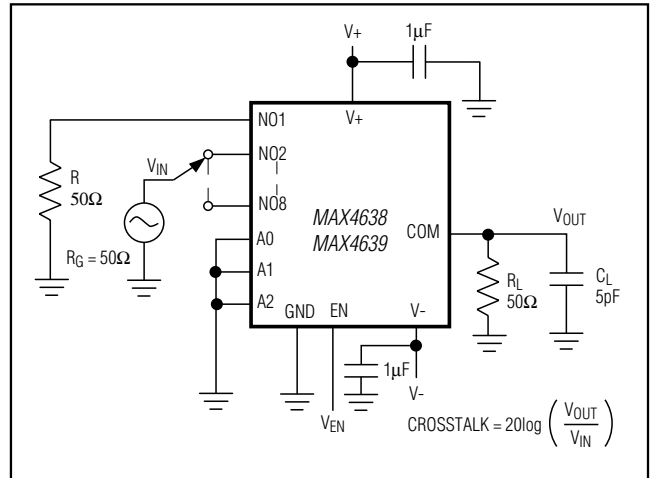 V+
1µF
V+
NO1
NO2
NO8
VIN
R
50Ω
RG = 50Ω
A0
A1
A2
MAX4638
MAX4639
COM
VOUT
RL
50Ω
CL
5pF
GND
EN
V-
1µF
V-
VEN
CROSSTALK = 20log ( VOUT / VIN )